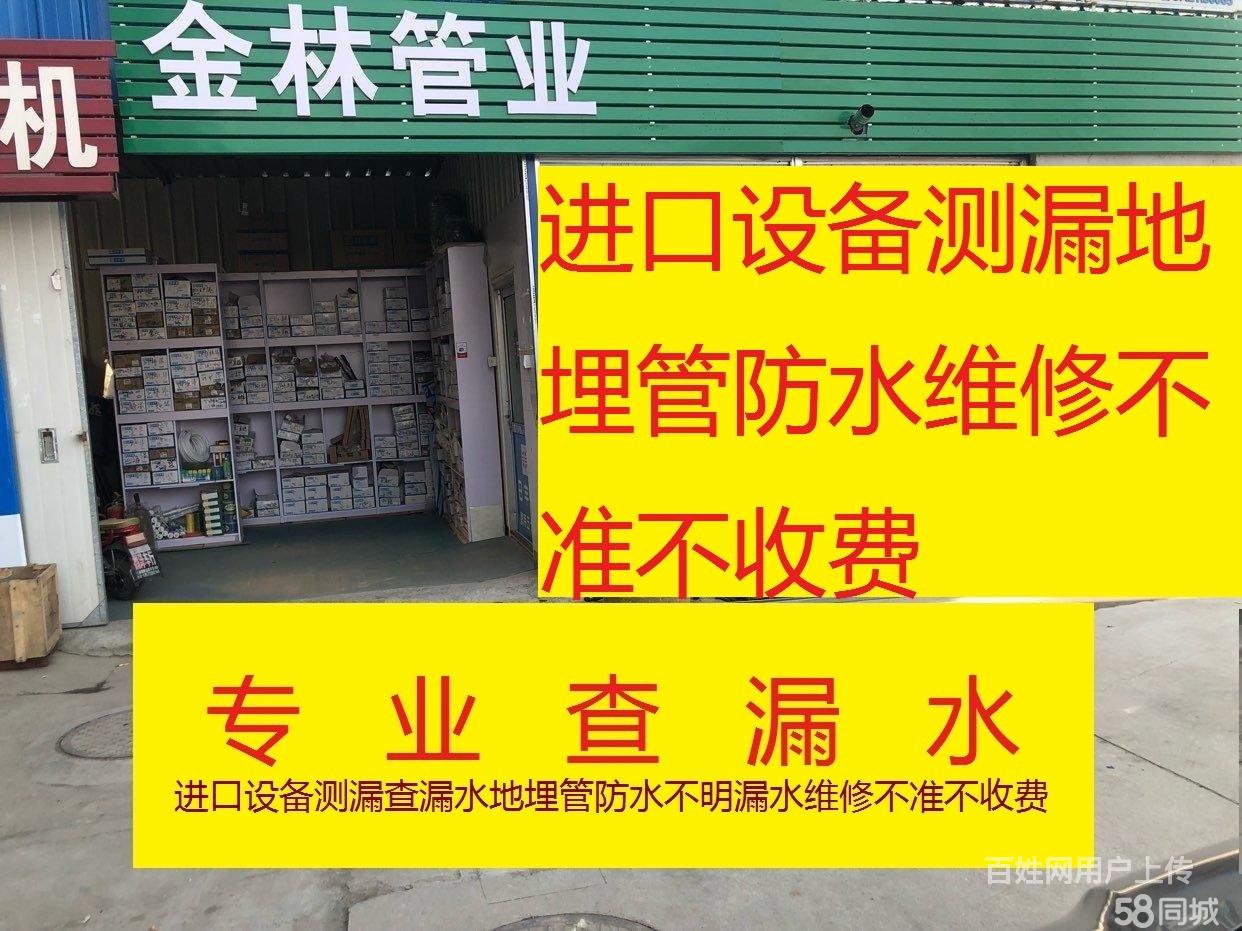 金林管业
机
进口设备测漏地
埋管防水维修不
准不收费
专 业 查 漏 水
进口设备测漏查漏水地埋管防水不明漏水维修不准不收费
百姓网用户上传
58同城